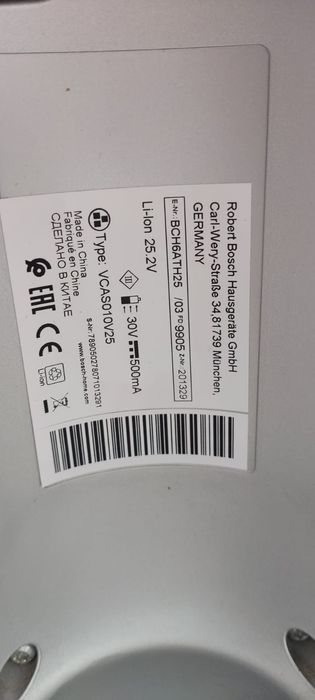 Robert Bosch Hausgeräte GmbH
Carl-Wery-Straße 34,81739 München,
GERMANY
E-Nr.: BCH6ATH25 /03 FD 9905 Z-Nr. 201329
Li-Ion 25.2V
30V 500mA
Type: VCAS010V25
S-Nr. 789050278071013291
www.bosch-home.com
Made in China
Fabriqué en Chine
СДЕЛАНО В КИТАЕ
EAC CE
Li-ion